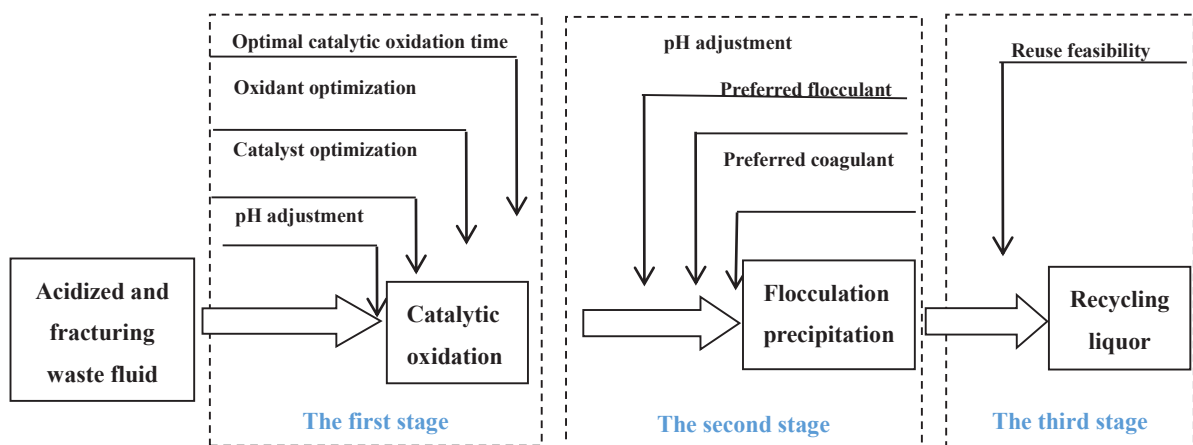 Optimal catalytic oxidation time
Oxidant optimization
Catalyst optimization
pH adjustment
Acidized and
fracturing
waste fluid
Catalytic
oxidation
The first stage
pH adjustment
Preferred flocculant
Preferred coagulant
Flocculation
precipitation
The second stage
Reuse feasibility
Recycling
liquor
The third stage